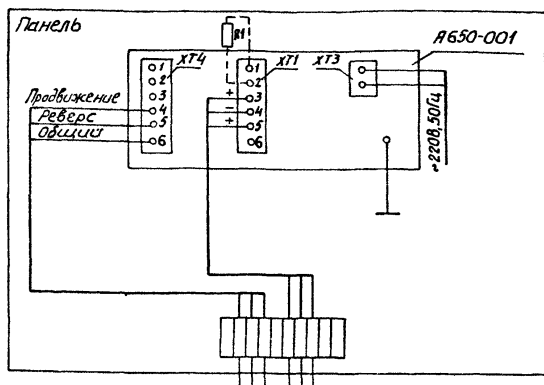 Панель
R1
А650-001
ХТ4
ХТ1
ХТ3
1
2
3
4
5
6
1
2
3
4
5
6
+
-
+
Продвижение
Реверс
Общий
~220В, 50Гц